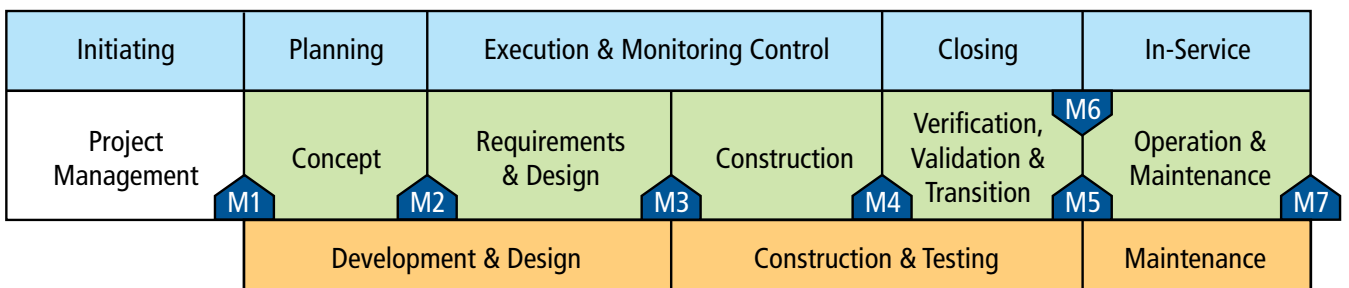 Initiating
Planning
Execution & Monitoring Control
Closing
In-Service
Project
Management
Concept
Requirements
& Design
Construction
Verification,
Validation &
Transition
Operation &
Maintenance
M6
M1
M2
M3
M4
M5
M7
Development & Design
Construction & Testing
Maintenance